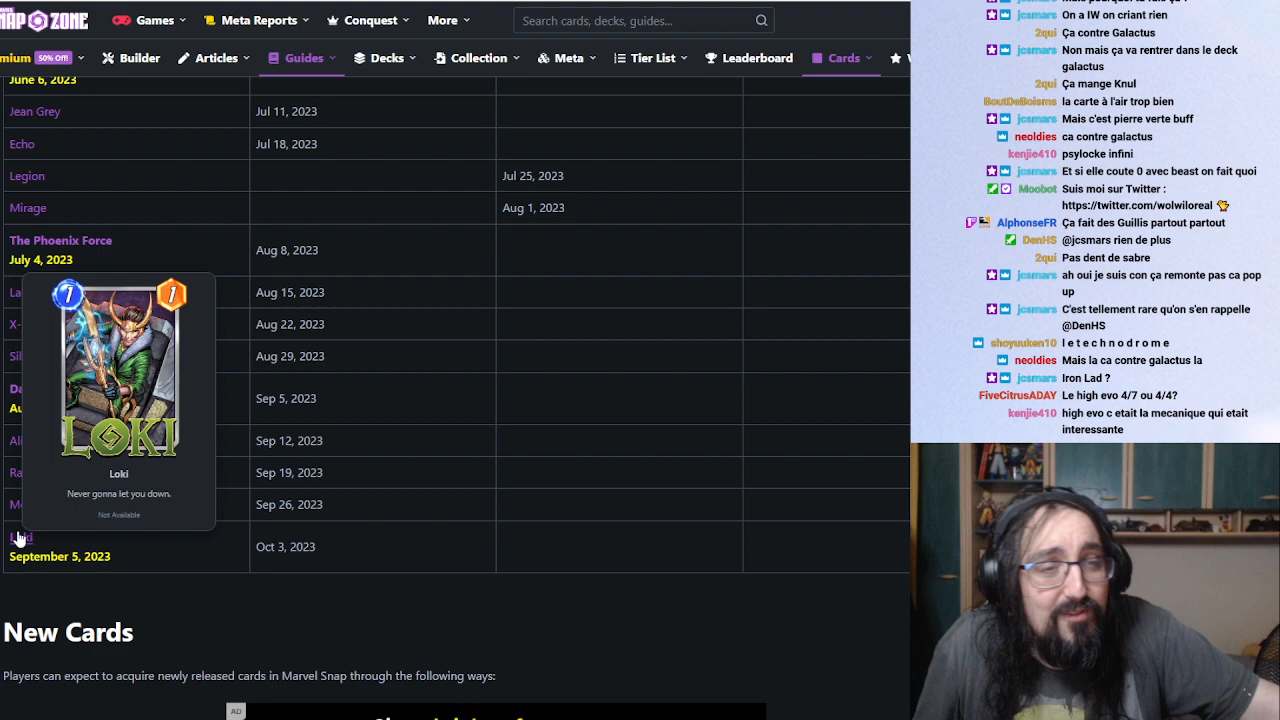 SNAP ZONE
Games
Meta Report
Conquest
More
Search cards, decks, guides...
50% Off!
Builder
Articles
Guides
Decks
Collection
Meta
Tier List
Leaderboard
Cards
June 6, 2023
Jean Grey Jul 11, 2023
Echo Jul 18, 2023
Legion Jul 25, 2023
Mirage Aug 1, 2023
The Phoenix Force
July 4, 2023
Aug 8, 2023
Aug 15, 2023
Aug 22, 2023
Aug 29, 2023
Sep 5, 2023
Sep 12, 2023
Sep 19, 2023
Sep 26, 2023
7 1
LOKI
Loki
Never gonna let you down.
Not Available
Loki
September 5, 2023
Oct 3, 2023
New Cards
Players can expect to acquire newly released cards in Marvel Snap through the following ways:
AD
jcsmars On a IW on criant rien
2qui Ça contre Galactus
jcsmars Non mais ça va rentrer dans le deck
galactus
2qui Ça mange Knul
BoutDeBoisms la carte à l'air trop bien
jcsmars Mais c'est pierre verte buff
neoldies ca contre galactus
kenjie410 psylocke infini
jcsmars Et si elle coute 0 avec beast on fait quoi
Moobot Suis moi sur Twitter :
https://twitter.com/wolwiloreal
AlphonseFR Ça fait des Guillis partout partout
DenHS @jcsmars rien de plus
2qui Pas dent de sabre
jcsmars ah oui je suis con ça remonte pas ca pop
up
jcsmars C'est tellement rare qu'on s'en rappelle
@DenHS
shoyuuken10 l e t e c h n o d r o m e
neoldies Mais la ca contre galactus la
jcsmars Iron Lad ?
FiveCitrusADAY Le high evo 4/7 ou 4/4?
kenjie410 high evo c etait la mecanique qui etait
interessante